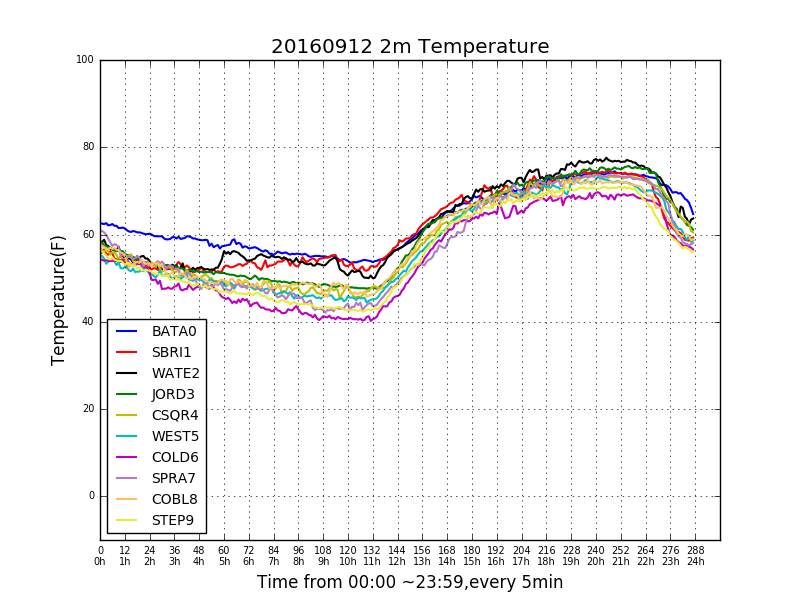 20160912 2m Temperature
100
80
60
40
20
0
Temperature(F)
BATA0
SBRI1
WATE2
JORD3
CSQR4
WEST5
COLD6
SPRA7
COBL8
STEP9
0 12 24 36 48 60 72 84 96 108 120 132 144 156 168 180 192 204 216 228 240 252 264 276 288
0h 1h 2h 3h 4h 5h 6h 7h 8h 9h 10h 11h 12h 13h 14h 15h 16h 17h 18h 19h 20h 21h 22h 23h 24h
Time from 00:00 ~23:59,every 5min